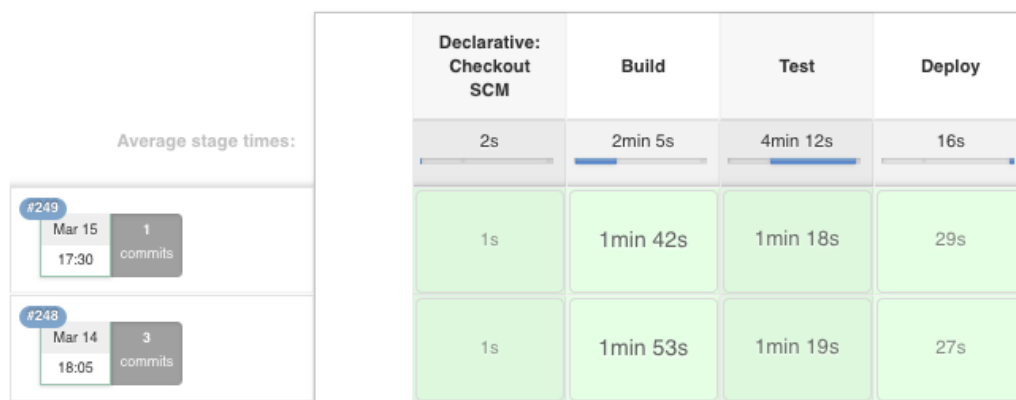 Declarative:
Checkout
SCM
Build
Test
Deploy
Average stage times:
2s
2min 5s
4min 12s
16s
#249
Mar 15
17:30
1
commits
1s
1min 42s
1min 18s
29s
#248
Mar 14
18:05
3
commits
1s
1min 53s
1min 19s
27s